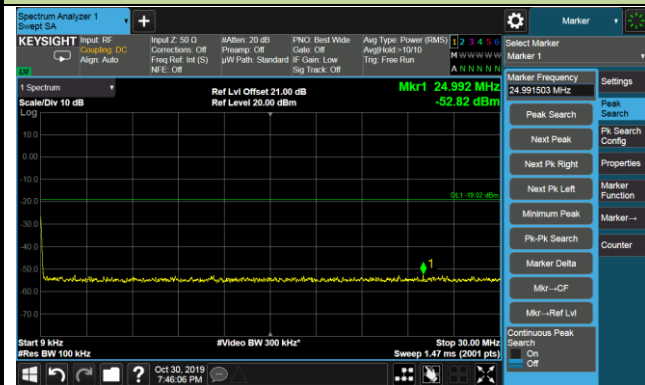 Spectrum Analyzer 1
Swept SA
Marker
KEYSIGHT
Input: RF
Coupling: DC
Align: Auto
Input Z: 50 Ω
Corrections: Off
Freq Ref: Int (S)
NFE: Off
#Atten: 20 dB
Preamp: Off
µW Path: Standard
PNO: Best Wide
Gate: Off
IF Gain: Low
Sig Track: Off
Avg Type: Power (RMS)
Avg|Hold:>10/10
Trig: Free Run
1 2 3 4 5 6
M W W W W W
A N N N N N
Select Marker
Marker 1
1 Spectrum
Scale/Div 10 dB
Log
Ref Lvl Offset 21.00 dB
Ref Level 20.00 dBm
Mkr1 24.992 MHz
-52.82 dBm
10.0
0.00
-10.0
-20.0
-30.0
-40.0
-50.0
-60.0
-70.0
DL1 -19.02 dBm
1
Start 9 kHz
#Res BW 100 kHz
#Video BW 300 kHz*
Stop 30.00 MHz
Sweep 1.47 ms (2001 pts)
Marker Frequency
24.991503 MHz
Peak Search
Next Peak
Next Pk Right
Next Pk Left
Minimum Peak
Pk-Pk Search
Marker Delta
Mkr→CF
Mkr→Ref Lvl
Continuous Peak
Search
On
Off
Settings
Peak
Search
Pk Search
Config
Properties
Marker
Function
Marker→
Counter
Oct 30, 2019
7:46:06 PM